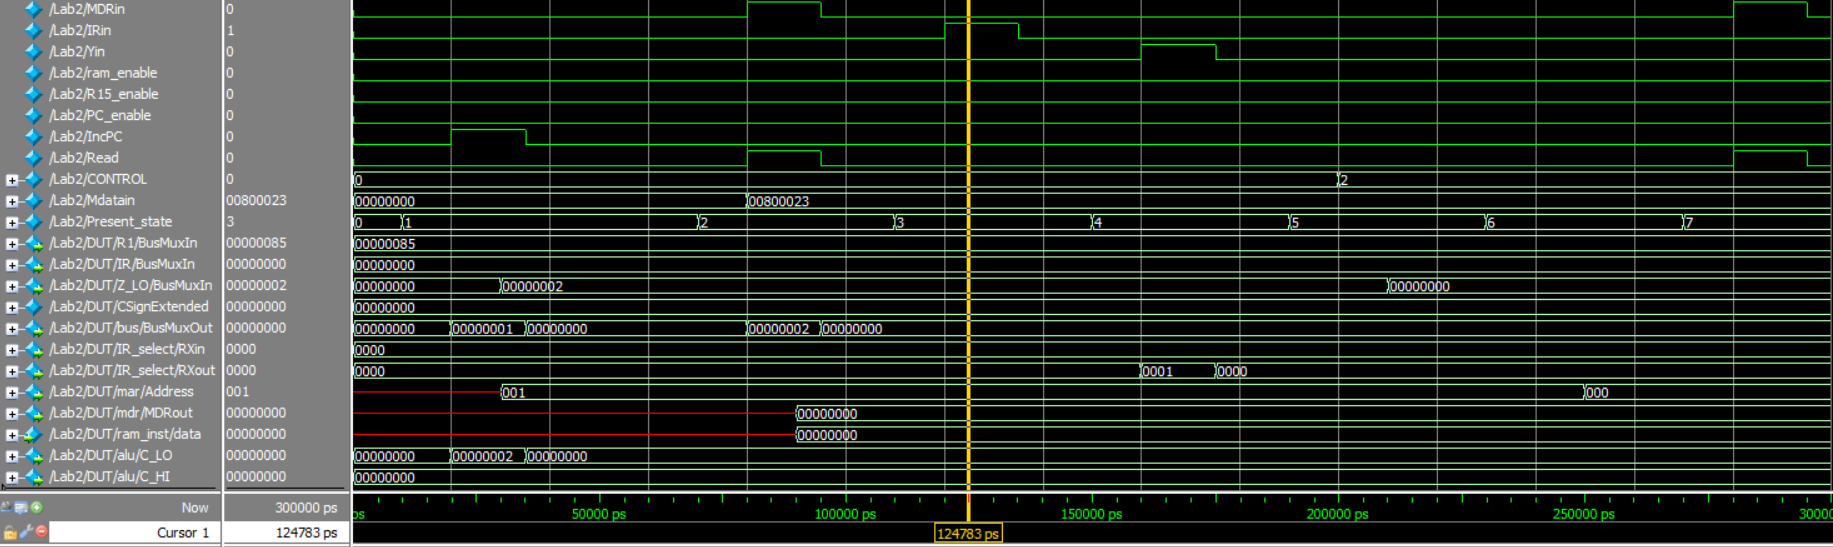 /Lab2/MDRin 0
/Lab2/IRin 1
/Lab2/Yin 0
/Lab2/ram_enable 0
/Lab2/R15_enable 0
/Lab2/PC_enable 0
/Lab2/IncPC 0
/Lab2/Read 0
/Lab2/CONTROL 0 0 2
/Lab2/Mdatain 00800023 00000000 00800023
/Lab2/Present_state 3 0 1 2 3 4 5 6 7
/Lab2/DUT/R1/BusMuxIn 00000085 00000085
/Lab2/DUT/IR/BusMuxIn 00000000 00000000
/Lab2/DUT/Z_LO/BusMuxIn 00000002 00000000 00000002 00000000
/Lab2/DUT/CSignExtended 00000000 00000000
/Lab2/DUT/bus/BusMuxOut 00000000 00000000 00000001 00000000 00000002 00000000
/Lab2/DUT/IR_select/RXin 0000 0000
/Lab2/DUT/IR_select/RXout 0000 0000 0001 0000
/Lab2/DUT/mar/Address 001 001 000
/Lab2/DUT/mdr/MDRout 00000000 00000000
/Lab2/DUT/ram_inst/data 00000000 00000000
/Lab2/DUT/alu/C_LO 00000000 00000000 00000002 00000000
/Lab2/DUT/alu/C_HI 00000000 00000000
Now 300000 ps ps 50000 ps 100000 ps 150000 ps 200000 ps 250000 ps
Cursor 1 124783 ps 124783 ps